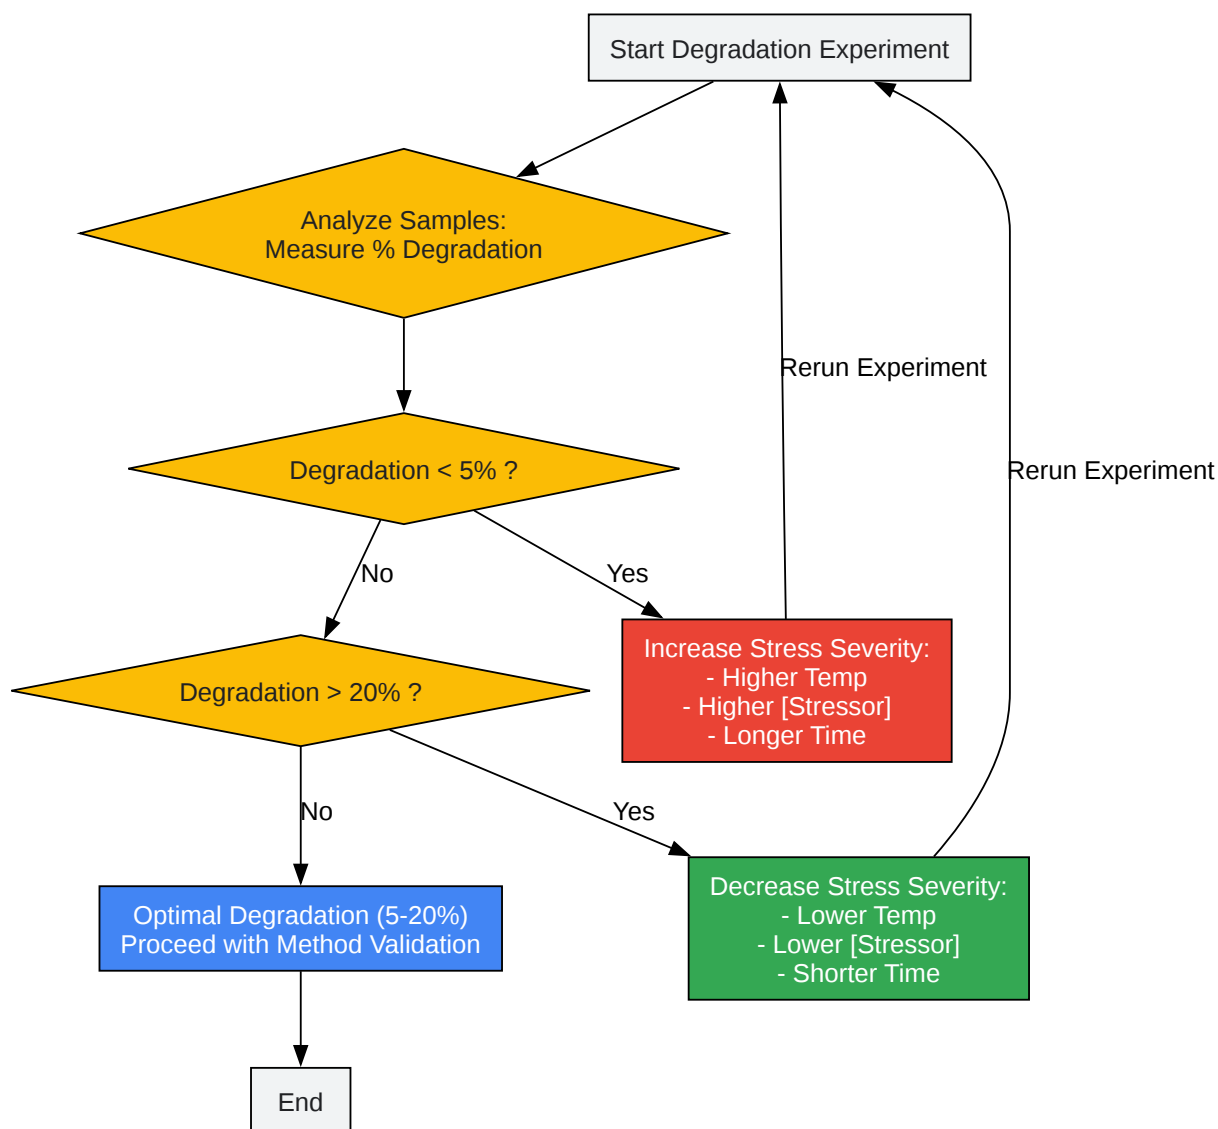 Start Degradation Experiment
Analyze Samples:
Measure % Degradation
Rerun Experiment
Degradation < 5% ?
Rerun Experiment
No
Yes
Increase Stress Severity:
- Higher Temp
- Higher [Stressor]
- Longer Time
Degradation > 20% ?
No
Yes
Decrease Stress Severity:
- Lower Temp
- Lower [Stressor]
- Shorter Time
Optimal Degradation (5-20%)
Proceed with Method Validation
End